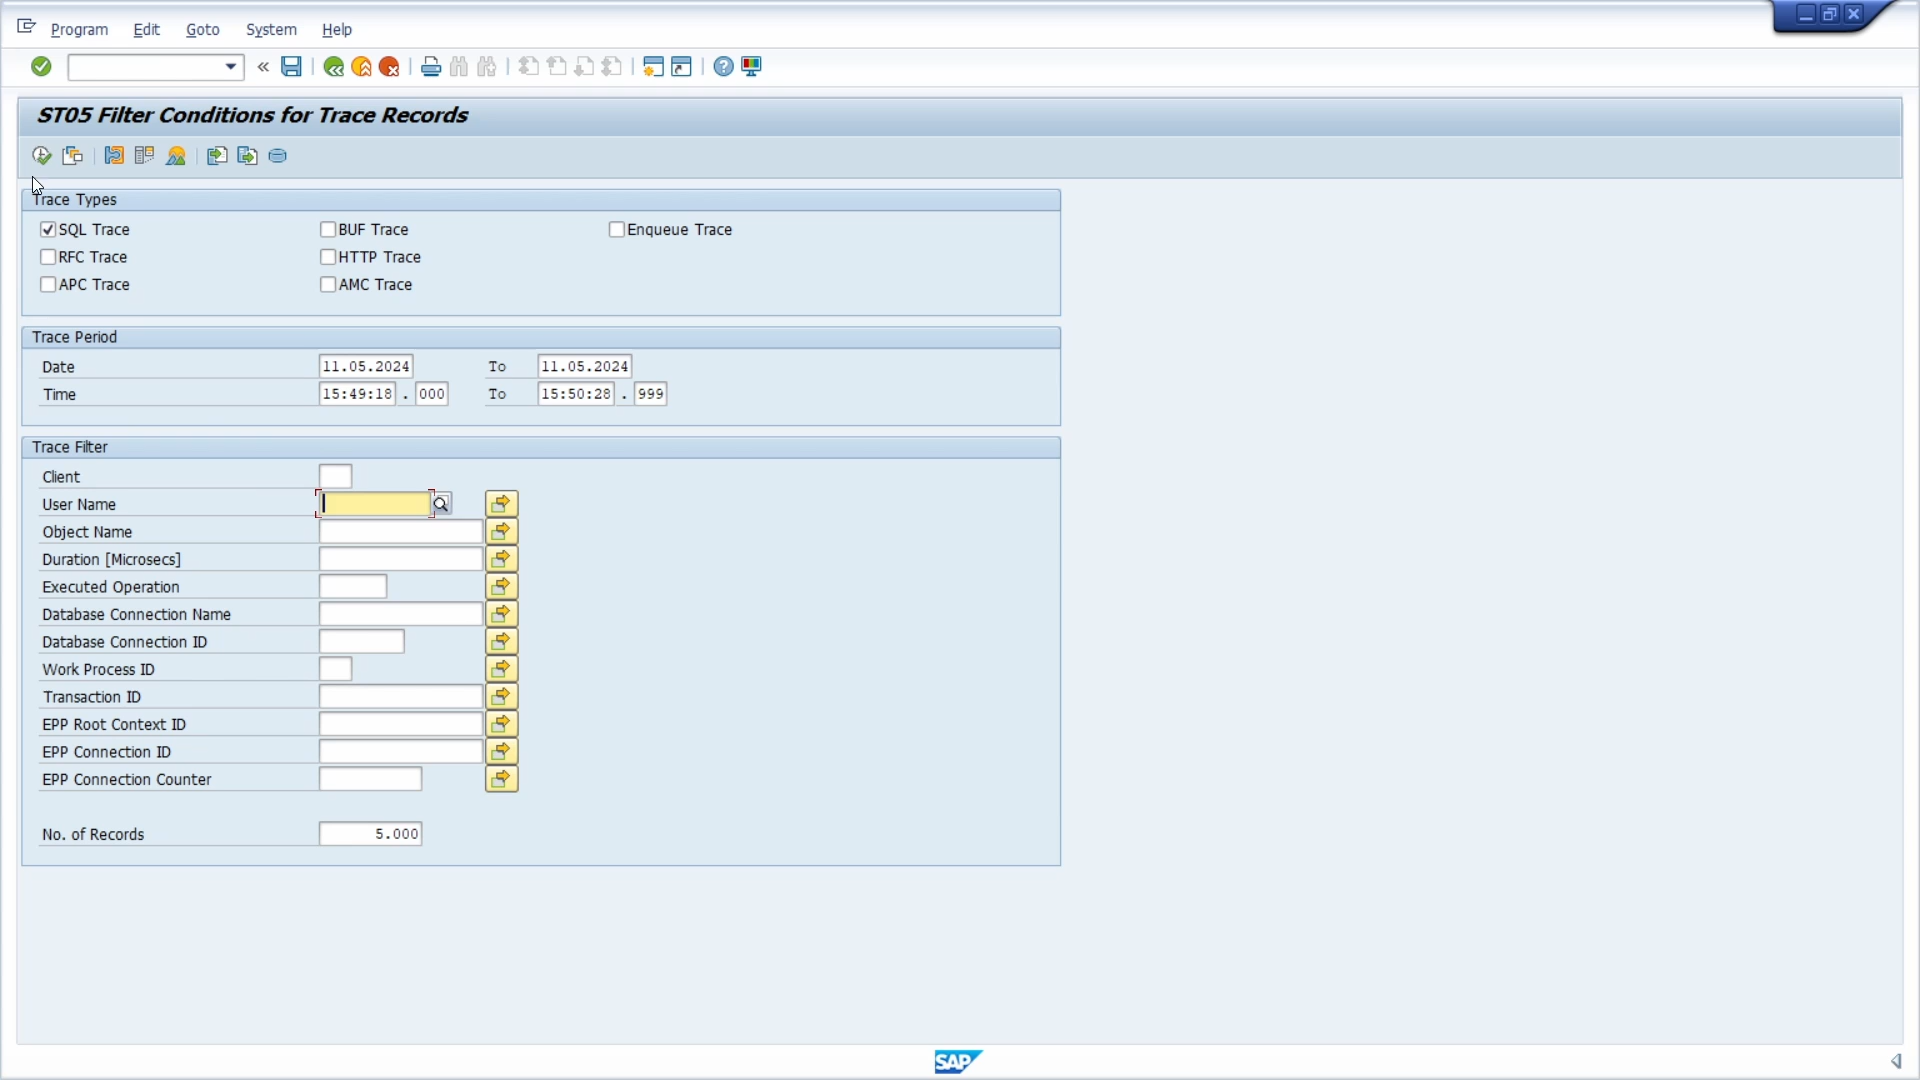 Program Edit Goto System Help
ST05 Filter Conditions for Trace Records
Trace Types
SQL Trace BUF Trace Enqueue Trace
RFC Trace HTTP Trace
APC Trace AMC Trace
Trace Period
Date 11.05.2024 To 11.05.2024
Time 15:49:18 . 000 To 15:50:28 . 999
Trace Filter
Client
User Name
Object Name
Duration [Microsecs]
Executed Operation
Database Connection Name
Database Connection ID
Work Process ID
Transaction ID
EPP Root Context ID
EPP Connection ID
EPP Connection Counter
No. of Records 5.000
SAP